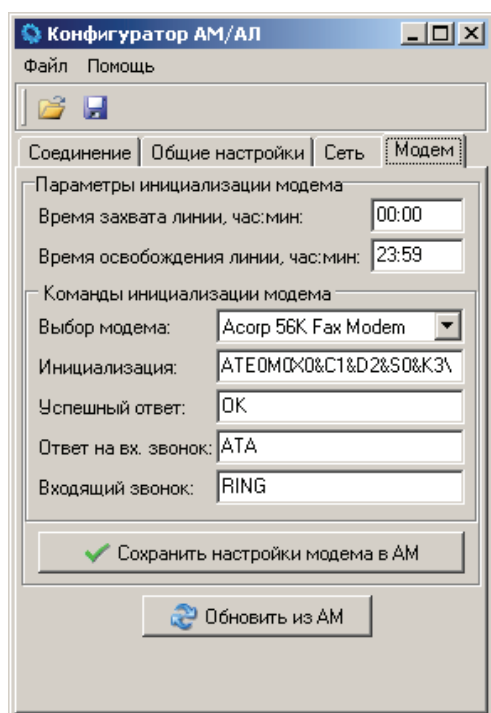 Конфигуратор АМ/АЛ
Файл Помощь
Соединение Общие настройки Сеть Модем
Параметры инициализации модема
Время захвата линии, час:мин: 00:00
Время освобождения линии, час:мин: 23:59
Команды инициализации модема
Выбор модема: Acorp 56K Fax Modem
Инициализация: ATE0M0X0&C1&D2&S0&K3\
Успешный ответ: OK
Ответ на вх. звонок: ATA
Входящий звонок: RING
Сохранить настройки модема в АМ
Обновить из АМ